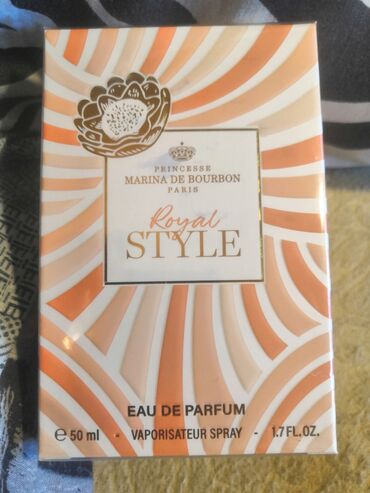 PRINCESSE
MARINA DE BOURBON
PARIS
Royal
STYLE
EAU DE PARFUM
℮ 50 ml - VAPORISATEUR SPRAY - 1.7 FL.OZ.